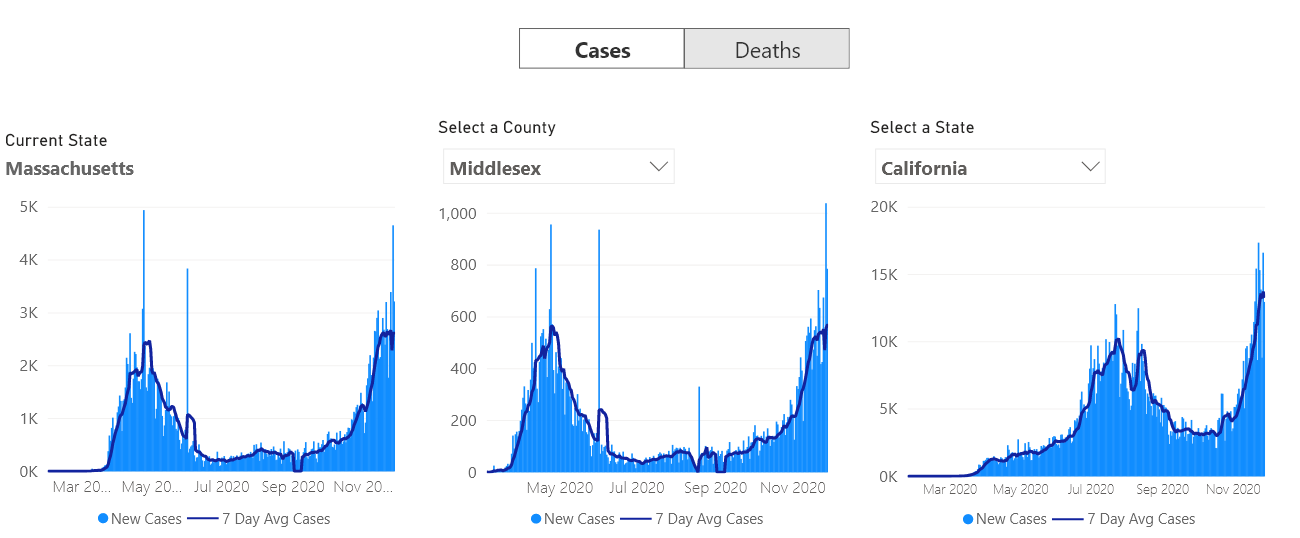 Cases Deaths
Current State
Massachusetts
5K
4K
3K
2K
1K
0K
Mar 20... May 20... Jul 2020 Sep 2020 Nov 20...
New Cases 7 Day Avg Cases
Select a County
Middlesex
1,000
800
600
400
200
0
May 2020 Jul 2020 Sep 2020 Nov 2020
New Cases 7 Day Avg Cases
Select a State
California
20K
15K
10K
5K
0K
Mar 2020 May 2020 Jul 2020 Sep 2020 Nov 2020
New Cases 7 Day Avg Cases